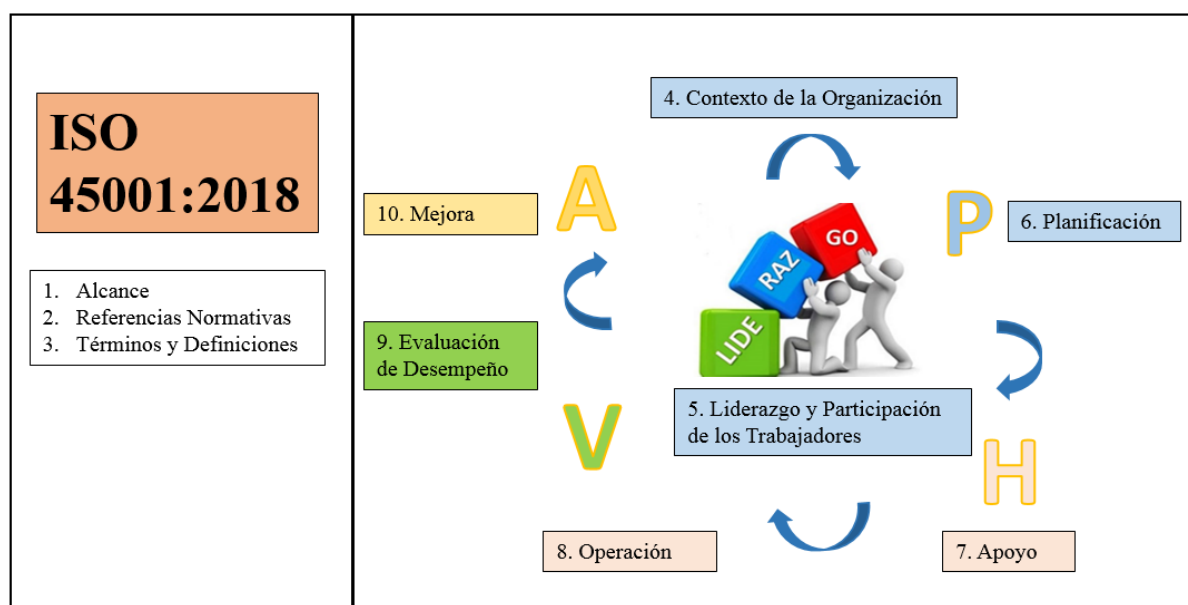 ISO
45001:2018
1. Alcance
2. Referencias Normativas
3. Términos y Definiciones
4. Contexto de la Organización
A
10. Mejora
P
6. Planificación
GO
RAZ
LIDE
9. Evaluación
de Desempeño
5. Liderazgo y Participación
de los Trabajadores
V
H
8. Operación
7. Apoyo